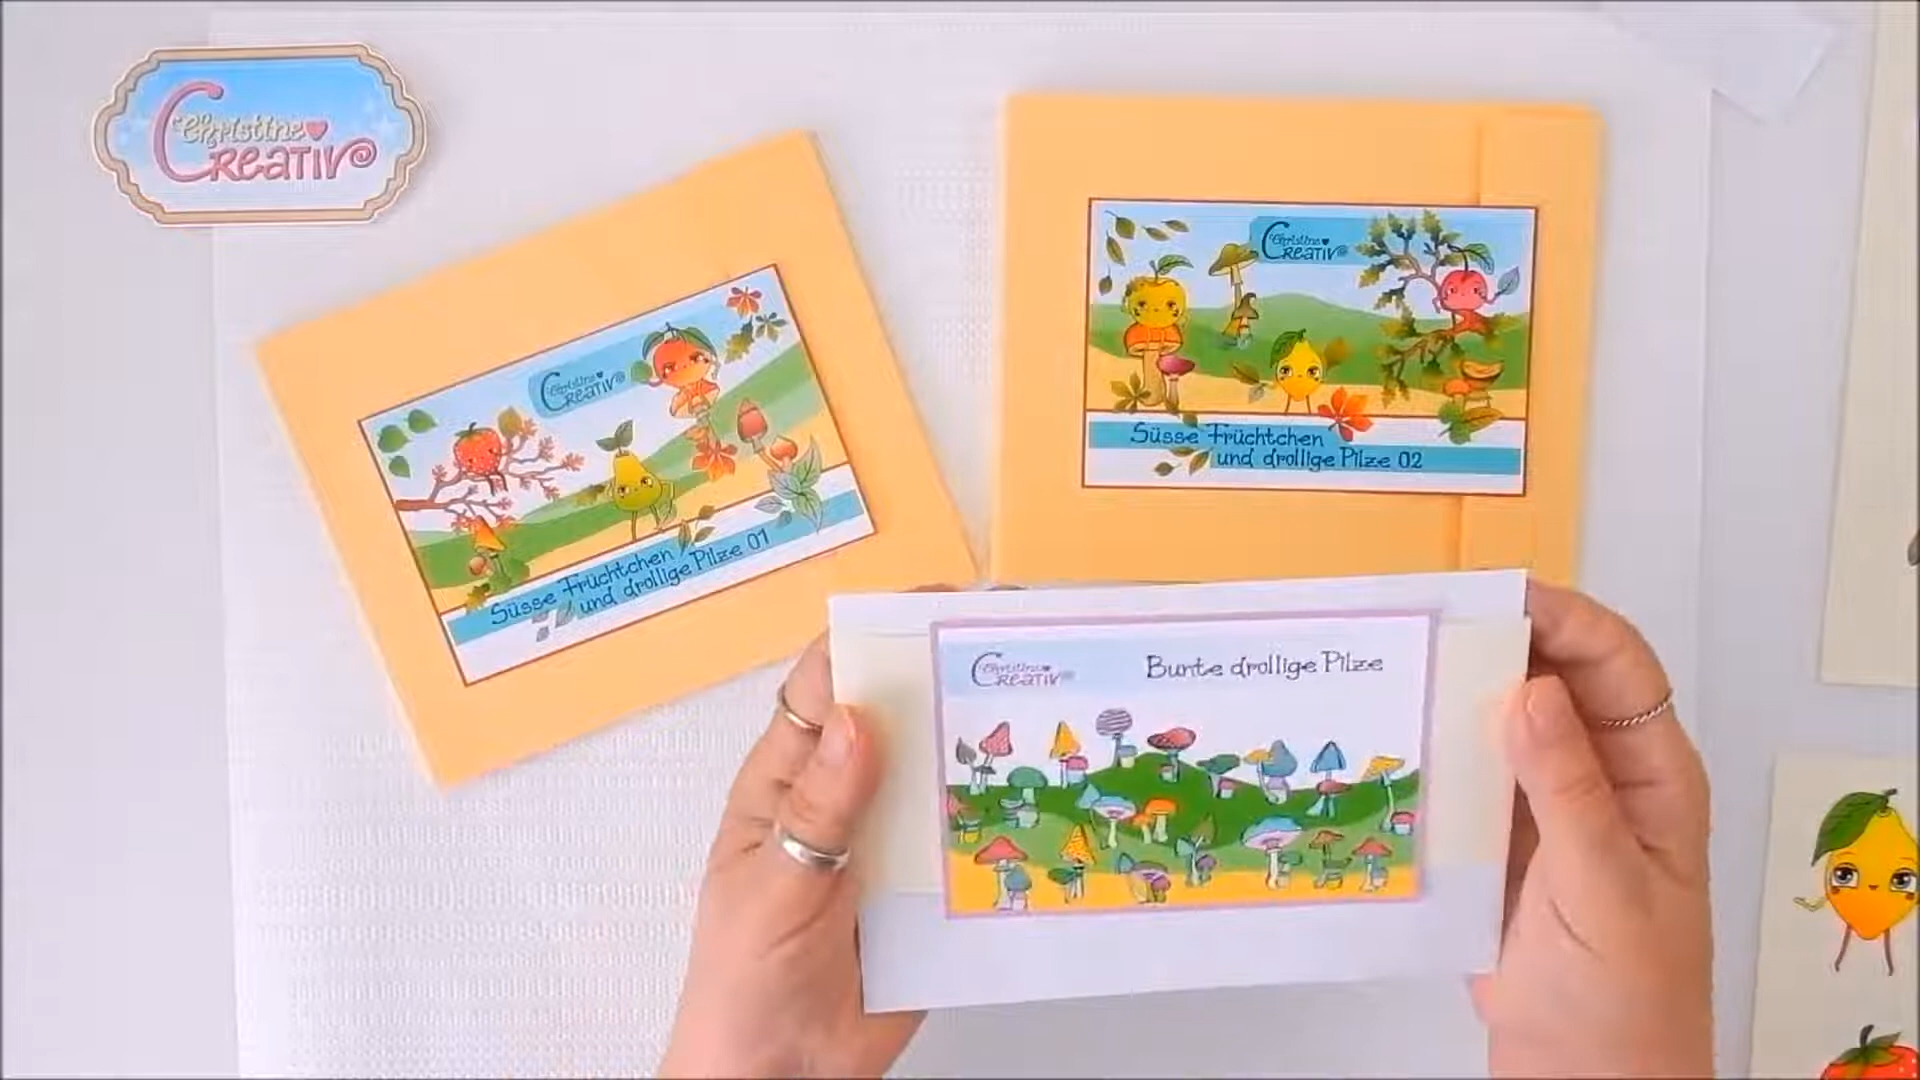 Christine
Creativ
Christine
Creativ
Süsse Früchtchen
und drollige Pilze 01
Christine
Creativ
Süsse Früchtchen
und drollige Pilze 02
Christine
Creativ
Bunte drollige Pilze